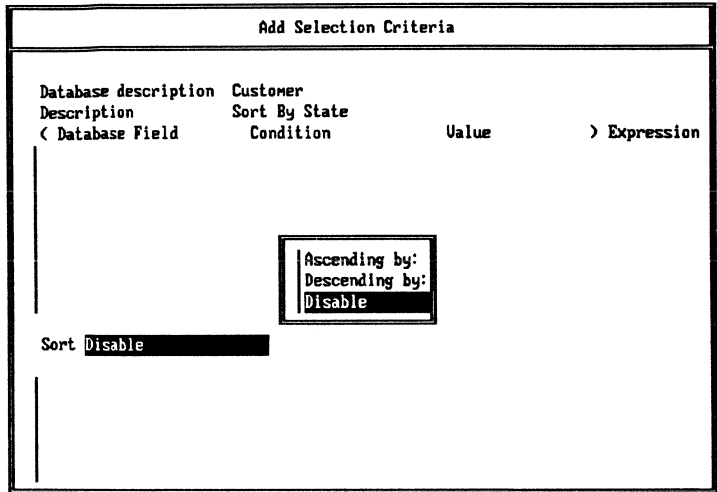 Add Selection Criteria
Database description Customer
Description Sort By State
( Database Field Condition Value ) Expression
Ascending by:
Descending by:
Disable
Sort Disable